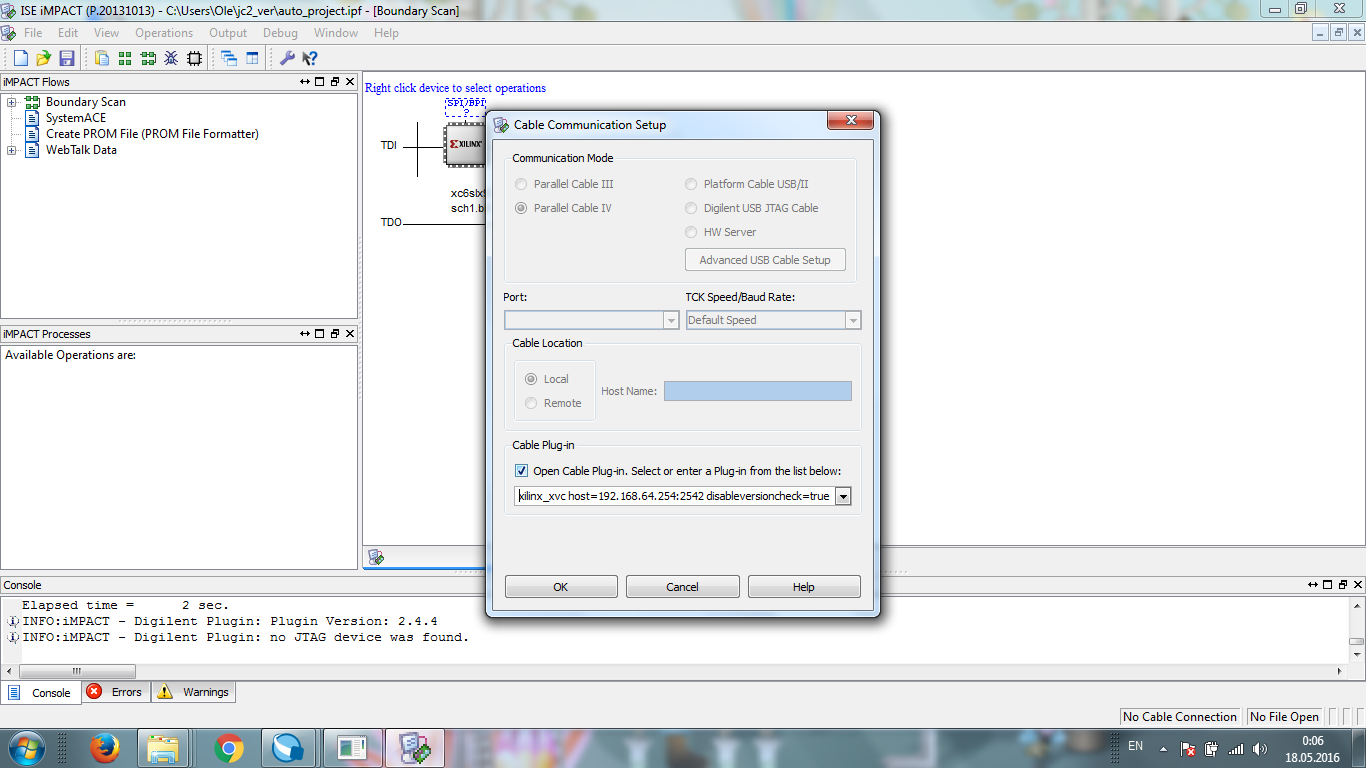 ISE iMPACT (P.20131013) - C:\Users\Ole\jc2_ver\auto_project.ipf - [Boundary Scan]
File Edit View Operations Output Debug Window Help
iMPACT Flows
Boundary Scan
SystemACE
Create PROM File (PROM File Formatter)
WebTalk Data
Right click device to select operations
SPI/BPI
?
TDI
XILINX
xc6slx9
sch1.b
TDO
iMPACT Processes
Available Operations are:
Cable Communication Setup
Communication Mode
Parallel Cable III
Platform Cable USB/II
Parallel Cable IV
Digilent USB JTAG Cable
HW Server
Advanced USB Cable Setup
Port:
TCK Speed/Baud Rate:
Default Speed
Cable Location
Local
Host Name:
Remote
Cable Plug-in
Open Cable Plug-in. Select or enter a Plug-in from the list below:
xilinx_xvc host=192.168.64.254:2542 disableversioncheck=true
OK Cancel Help
Console
Elapsed time = 2 sec.
INFO:iMPACT - Digilent Plugin: Plugin Version: 2.4.4
INFO:iMPACT - Digilent Plugin: no JTAG device was found.
Console Errors Warnings
No Cable Connection No File Open
EN
0:06
18.05.2016